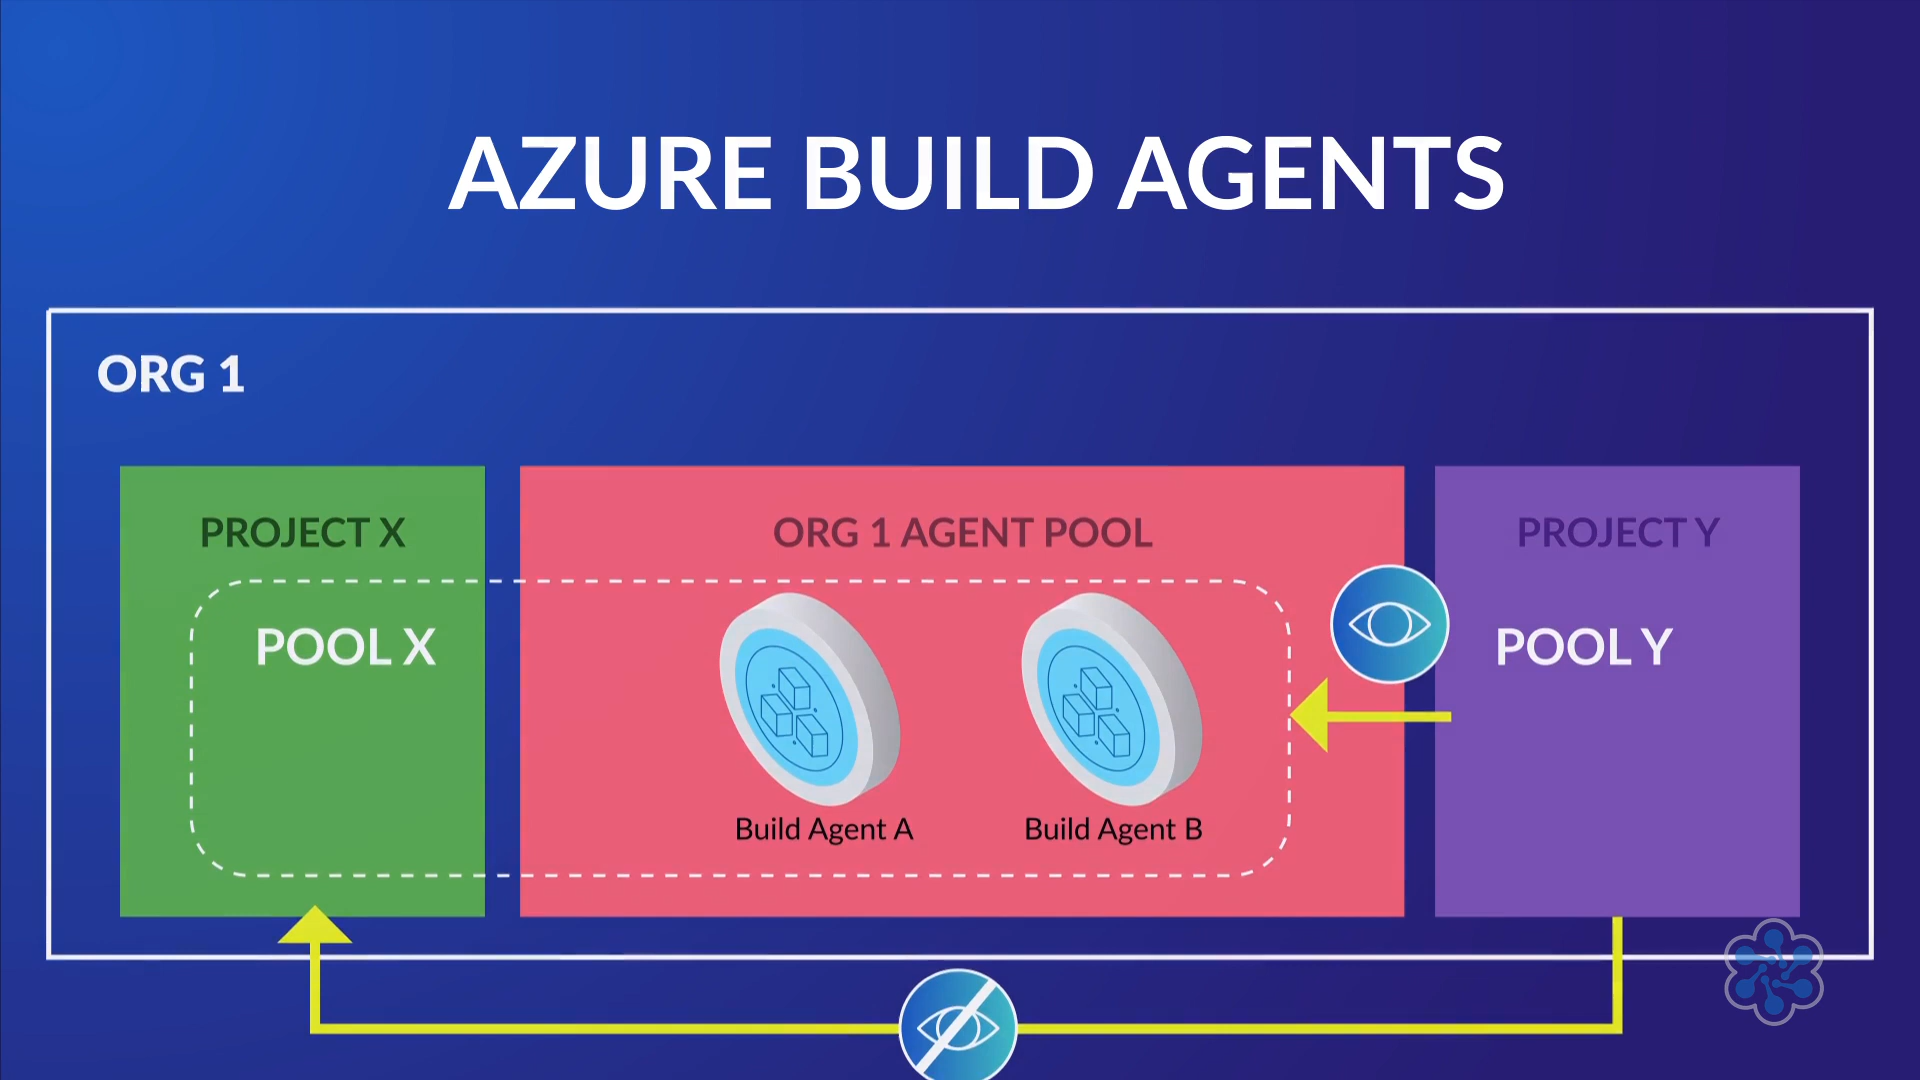 AZURE BUILD AGENTS
ORG 1
PROJECT X
ORG 1 AGENT POOL
PROJECT Y
POOL X
POOL Y
Build Agent A
Build Agent B